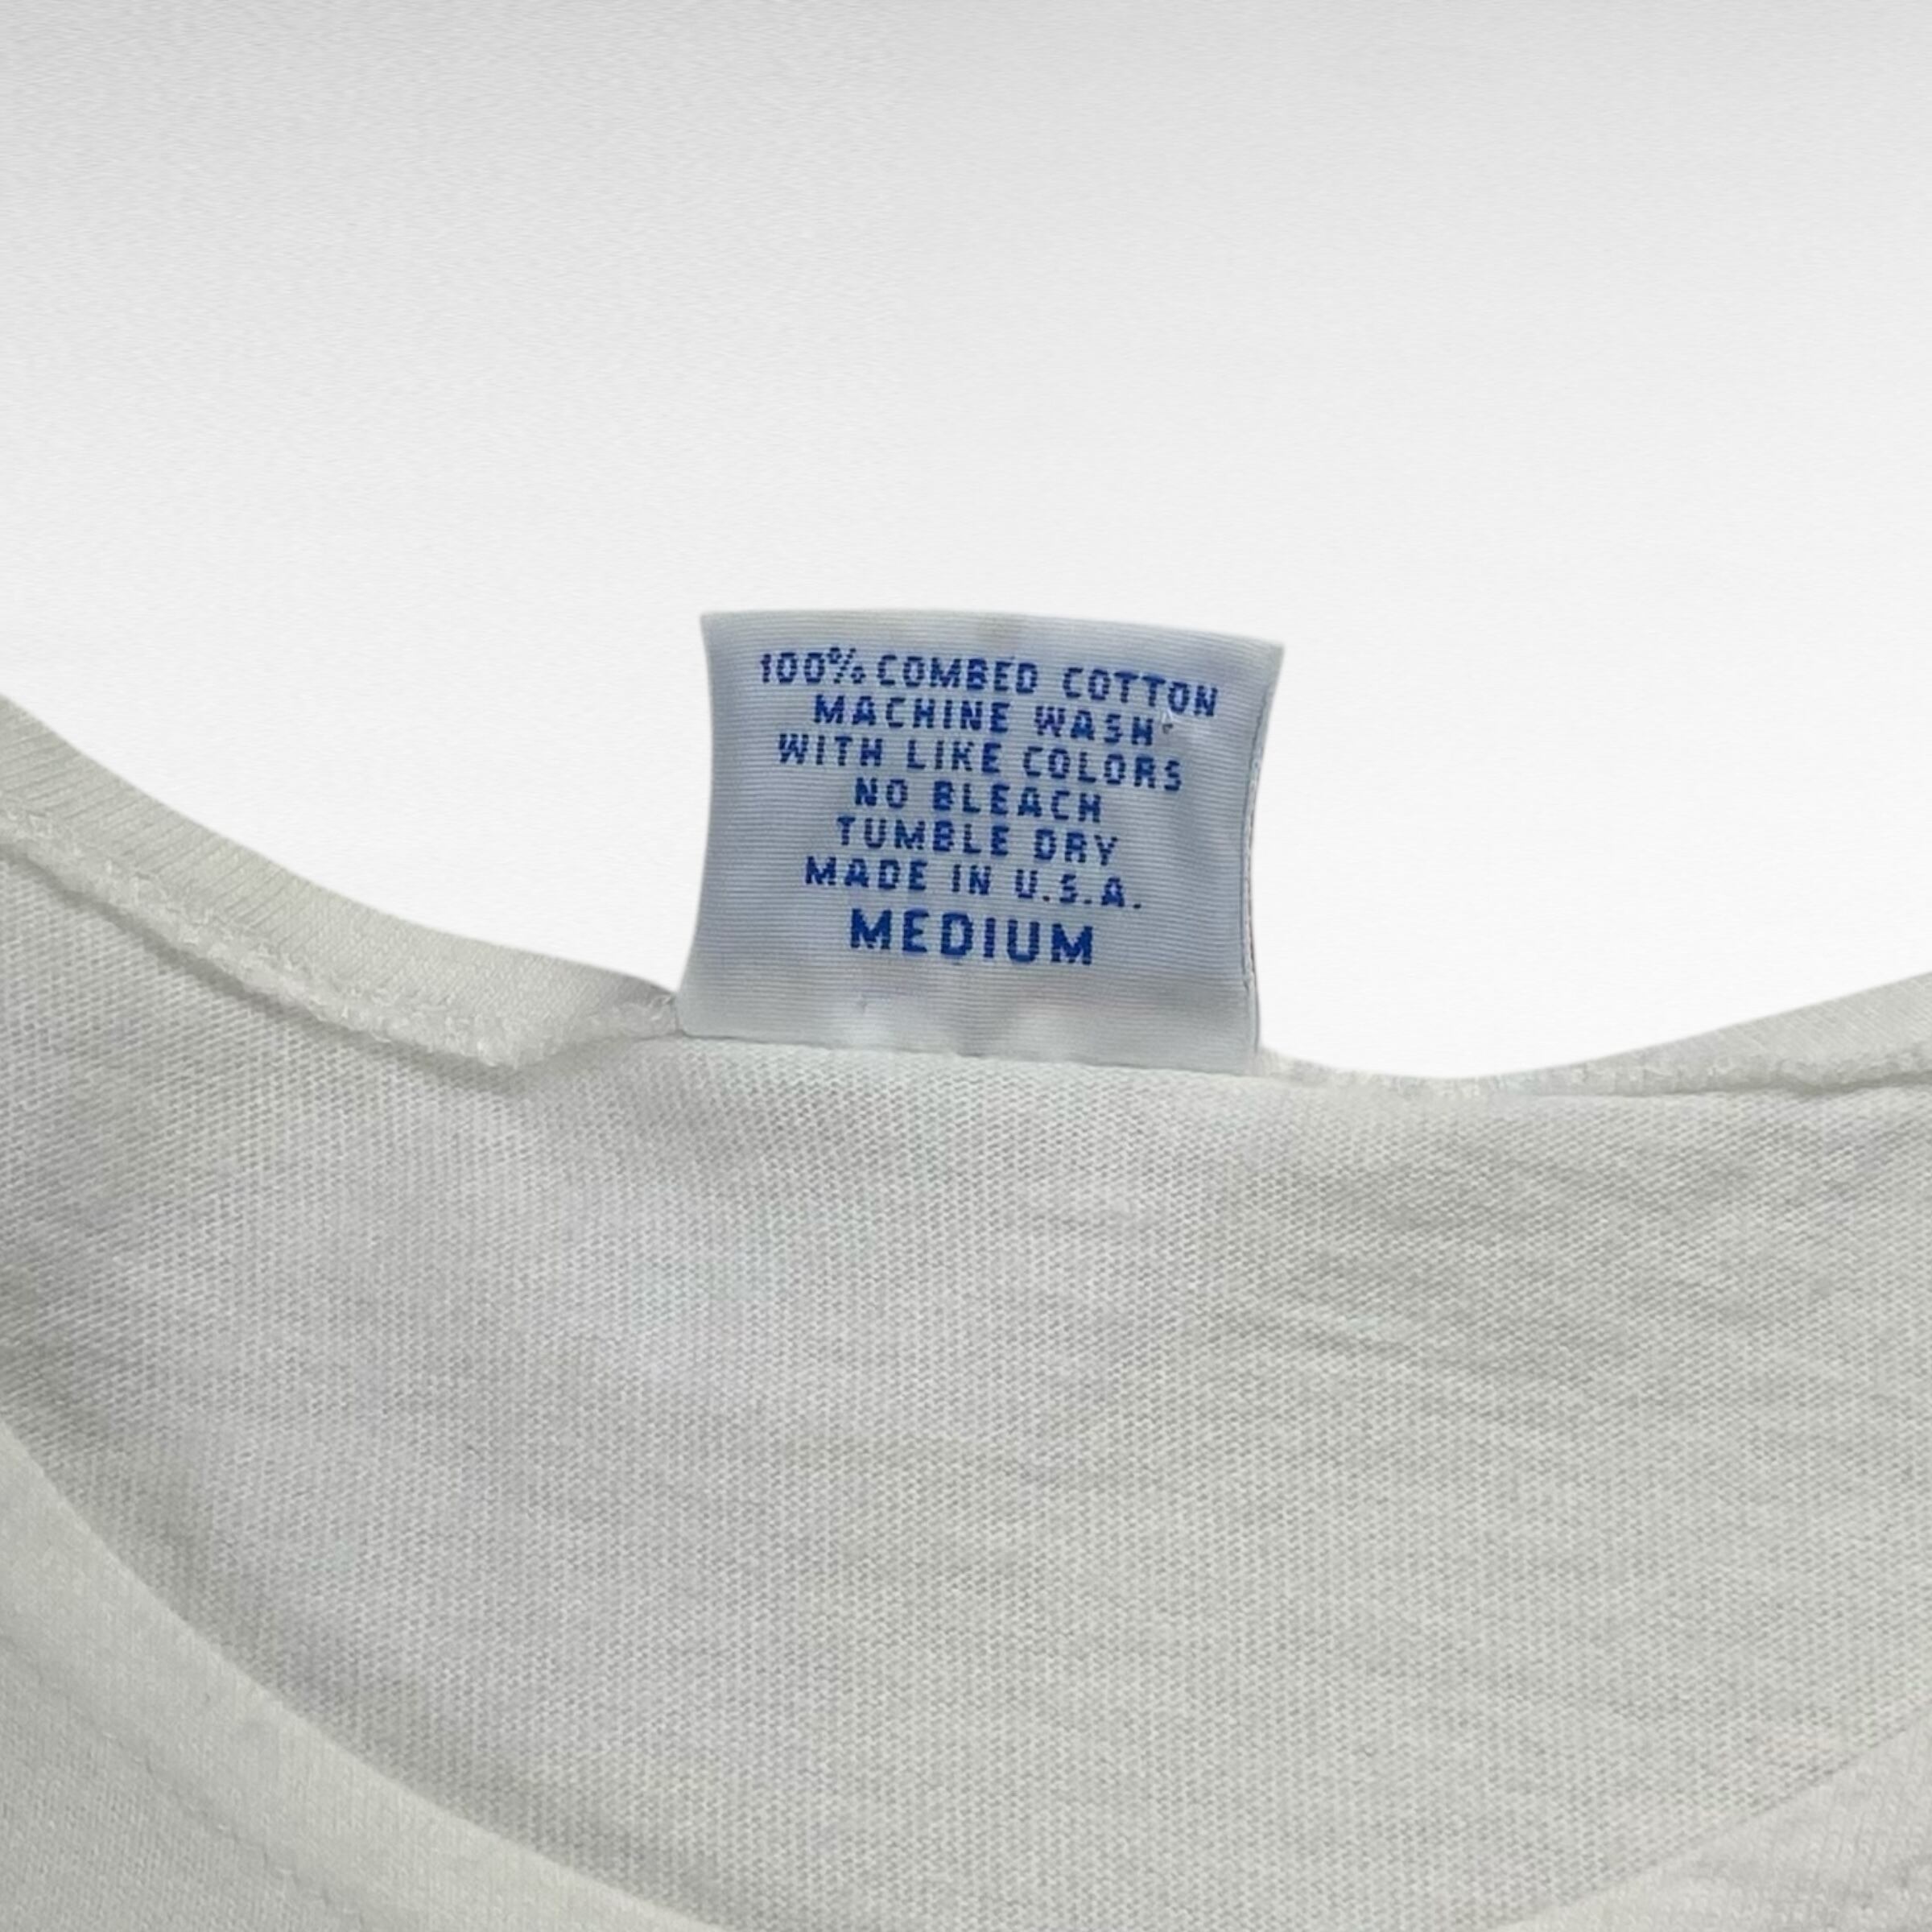 100% COMBED COTTON
MACHINE WASH
WITH LIKE COLORS
NO BLEACH
TUMBLE DRY
MADE IN U.S.A.
MEDIUM